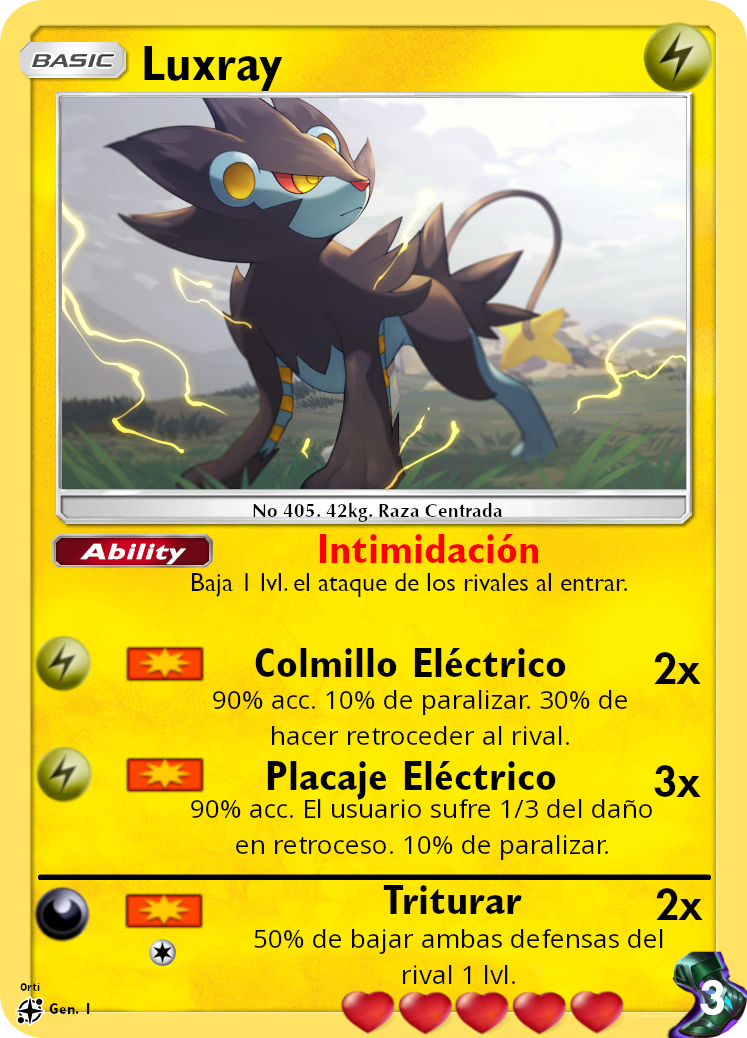 BASIC Luxray
No 405. 42kg. Raza Centrada
Ability Intimidación
Baja 1 lvl. el ataque de los rivales al entrar.
Colmillo Eléctrico 2x
90% acc. 10% de paralizar. 30% de
hacer retroceder al rival.
Placaje Eléctrico 3x
90% acc. El usuario sufre 1/3 del daño
en retroceso. 10% de paralizar.
Triturar 2x
50% de bajar ambas defensas del
rival 1 lvl.
Orti
Gen. 1
3